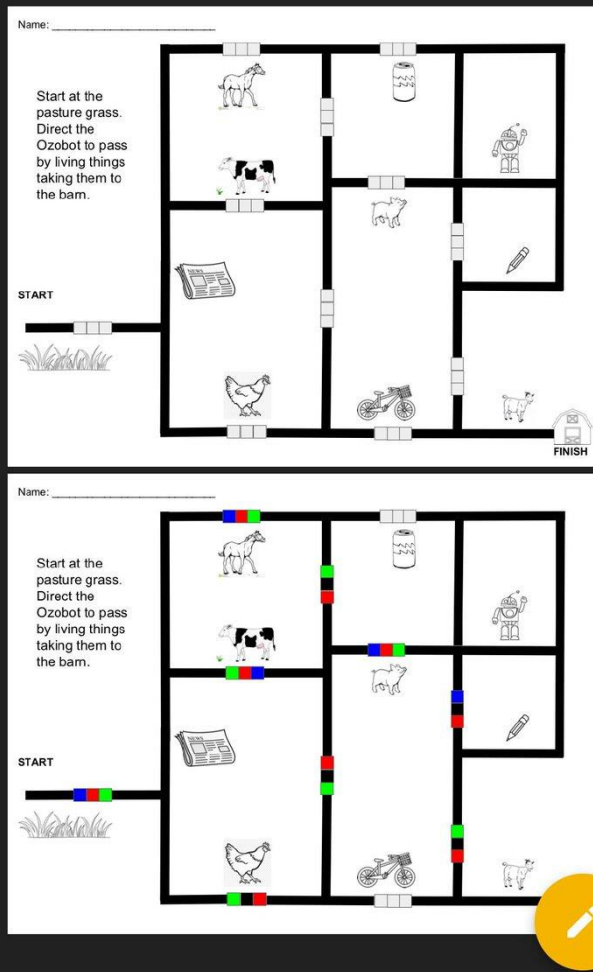 Name: ____________________________
Start at the
pasture grass.
Direct the
Ozobot to pass
by living things
taking them to
the barn.
NEWS
START
FINISH
Name: ____________________________
Start at the
pasture grass.
Direct the
Ozobot to pass
by living things
taking them to
the barn.
NEWS
START